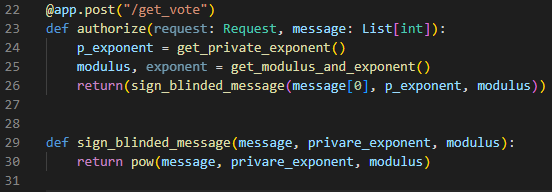 22 @app.post("/get_vote")
23 def authorize(request: Request, message: List[int]):
24     p_exponent = get_private_exponent()
25     modulus, exponent = get_modulus_and_exponent()
26     return(sign_blinded_message(message[0], p_exponent, modulus))
27
28
29 def sign_blinded_message(message, privare_exponent, modulus):
30     return pow(message, privare_exponent, modulus)
31